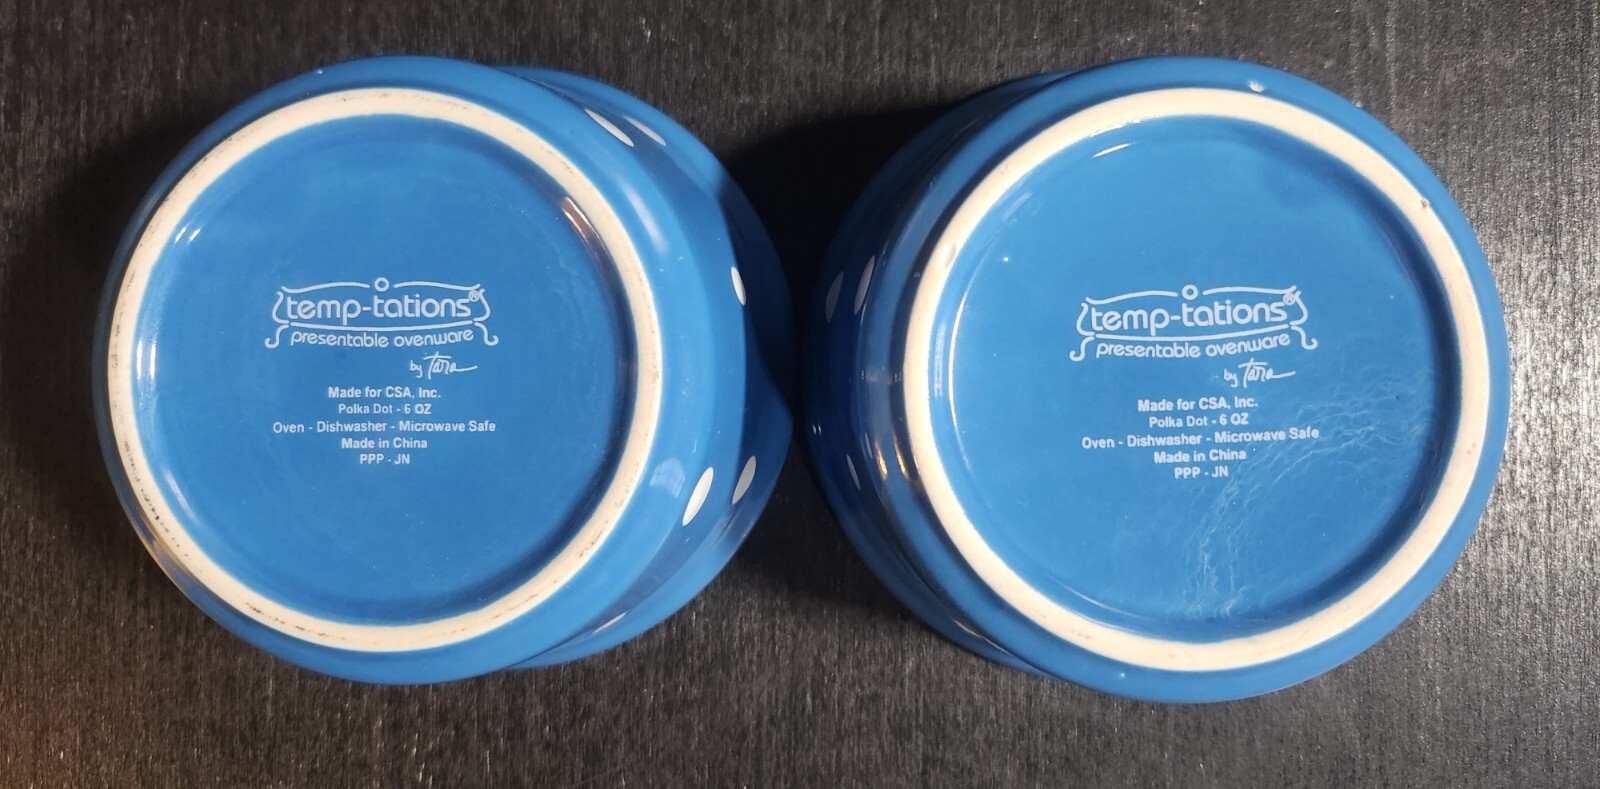 temp-tations®
presentable ovenware
by Tara
Made for CSA, Inc.
Polka Dot - 6 OZ
Oven - Dishwasher - Microwave Safe
Made in China
PPP - JN
temp-tations®
presentable ovenware
by Tara
Made for CSA, Inc.
Polka Dot - 6 OZ
Oven - Dishwasher - Microwave Safe
Made in China
PPP - JN